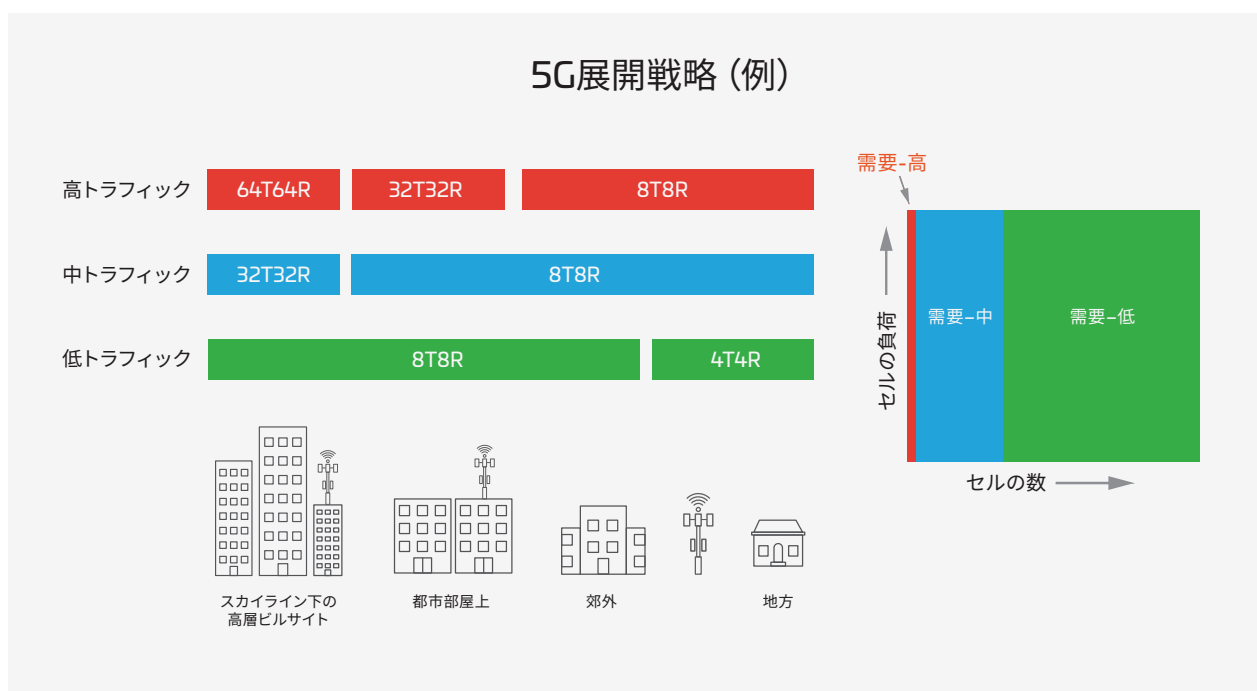 5G展開戦略（例）
高トラフィック
64T64R
32T32R
8T8R
中トラフィック
32T32R
8T8R
低トラフィック
8T8R
4T4R
スカイライン下の
高層ビルサイト
都市部屋上
郊外
地方
需要-高
セルの負荷
需要-中
需要-低
セルの数